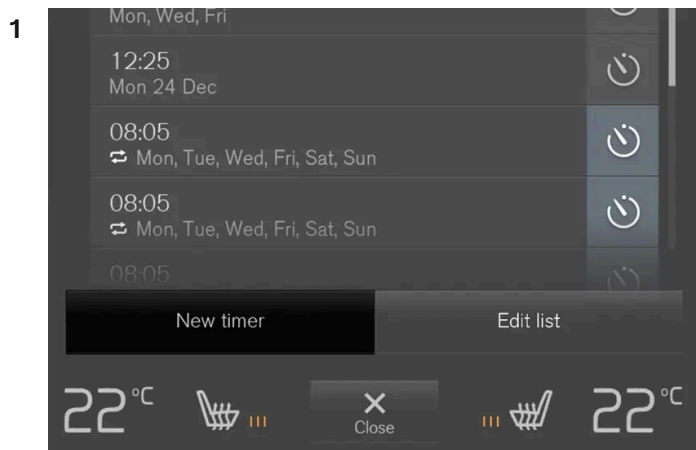 1
Mon, Wed, Fri
12:25
Mon 24 Dec
08:05
Mon, Tue, Wed, Fri, Sat, Sun
08:05
Mon, Tue, Wed, Fri, Sat, Sun
08:05
New timer
Edit list
22°C
Close
22°C